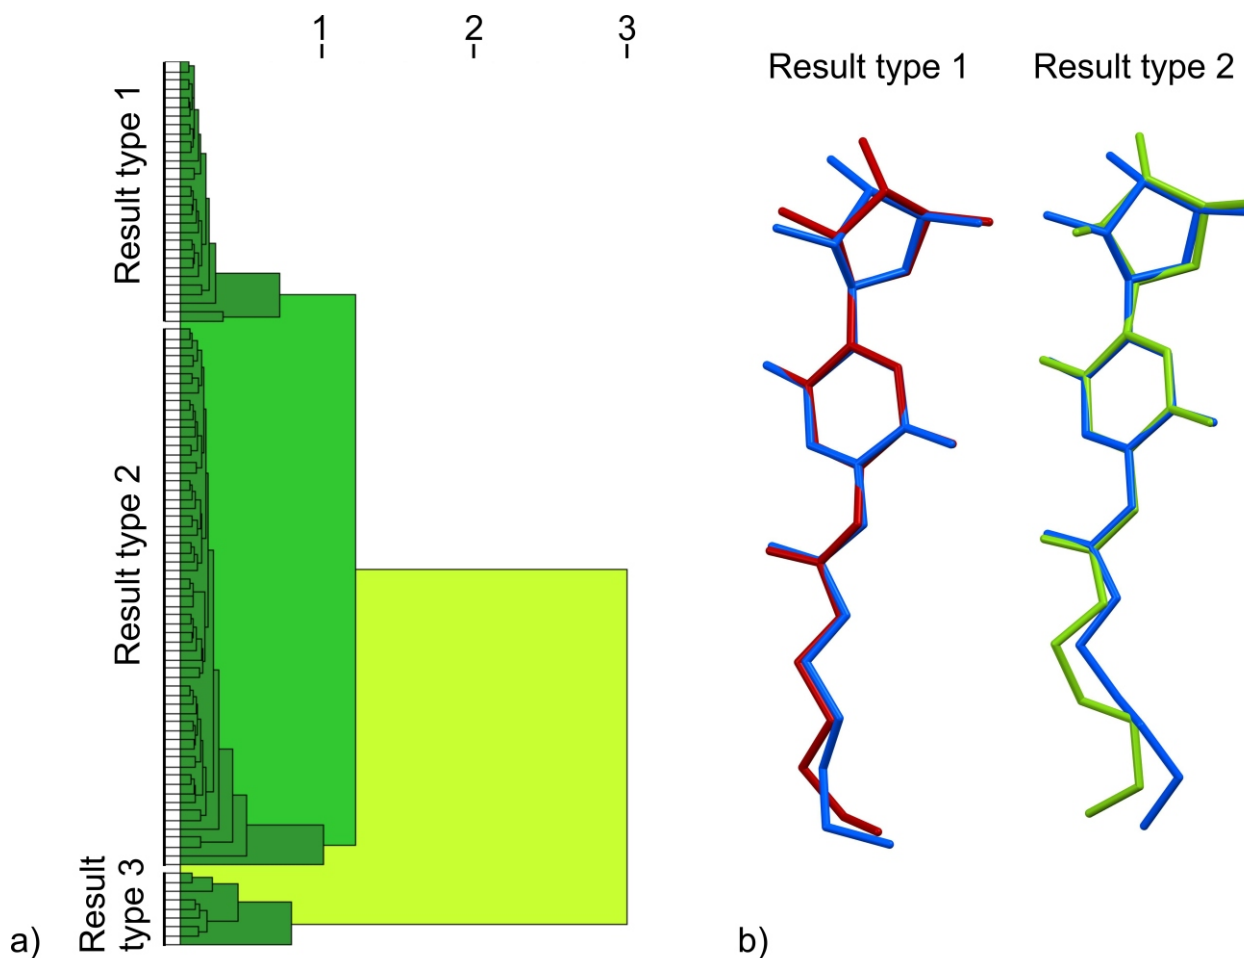 1 2 3
Result type 1
Result type 2
Result
type 3
a)
Result type 1
Result type 2
b)